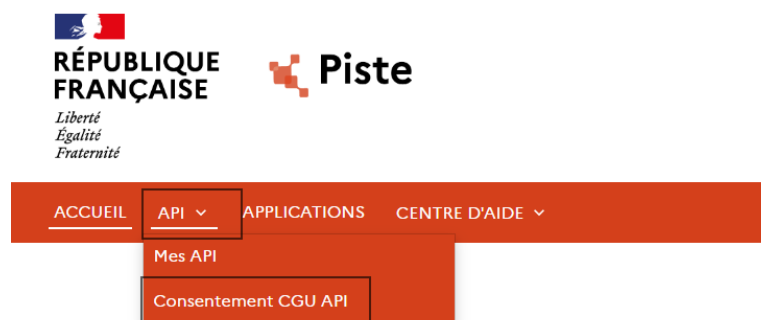 RÉPUBLIQUE
FRANÇAISE
Liberté
Égalité
Fraternité
Piste
ACCUEIL API APPLICATIONS CENTRE D'AIDE
Mes API
Consentement CGU API